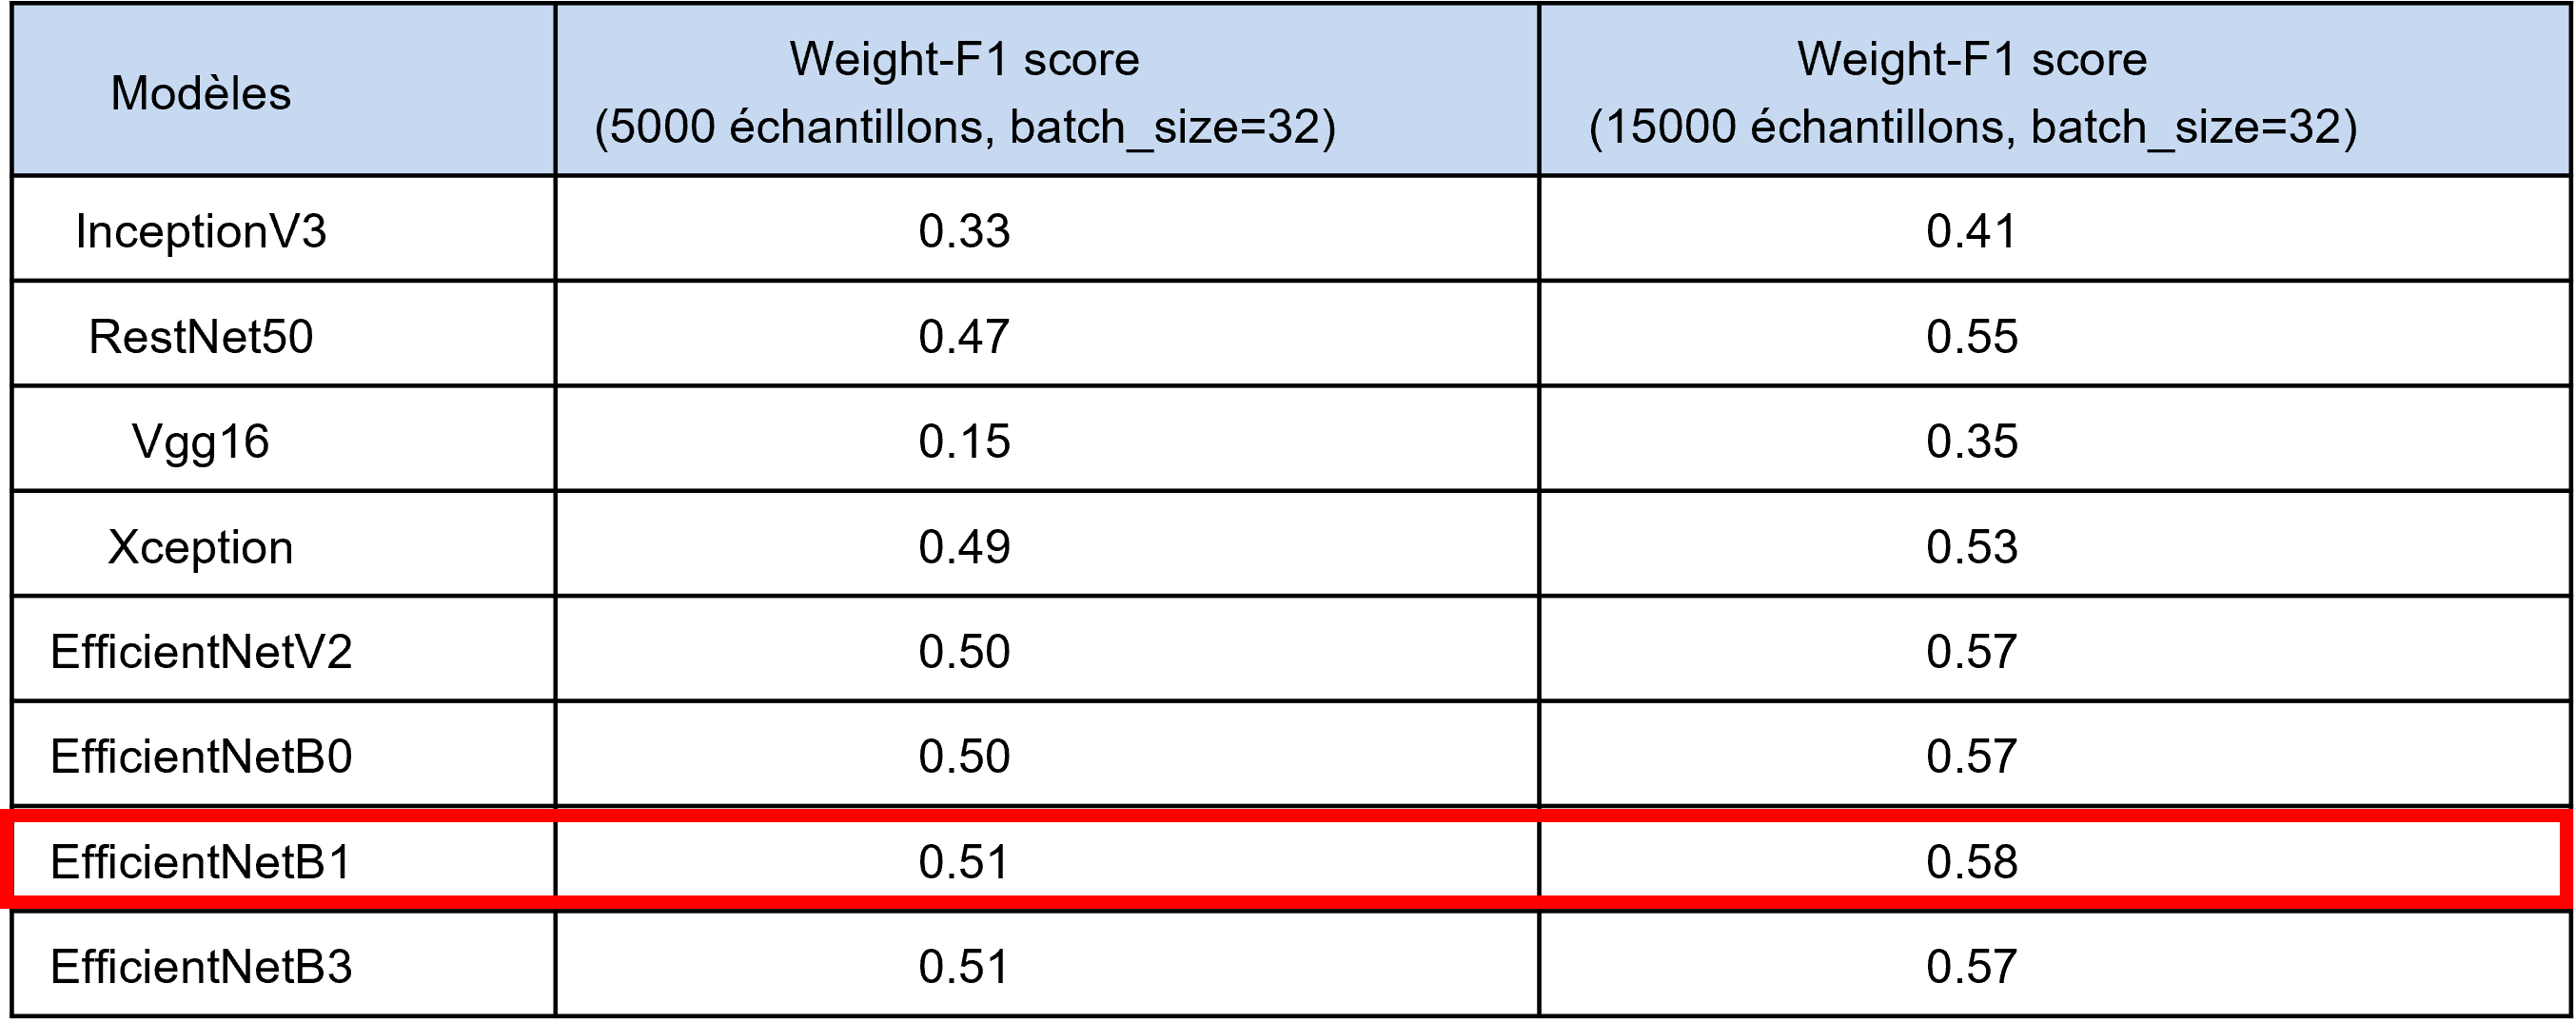 Modèles
Weight-F1 score
(5000 échantillons, batch_size=32)
Weight-F1 score
(15000 échantillons, batch_size=32)
InceptionV3 0.33 0.41
RestNet50 0.47 0.55
Vgg16 0.15 0.35
Xception 0.49 0.53
EfficientNetV2 0.50 0.57
EfficientNetB0 0.50 0.57
EfficientNetB1 0.51 0.58
EfficientNetB3 0.51 0.57